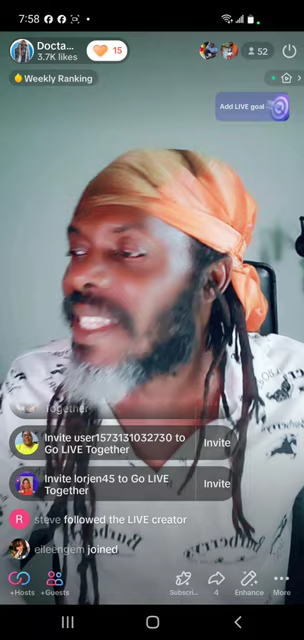 7:58
Docta...
3.7K likes
15
52
Weekly Ranking
Add LIVE goal
Together
Invite user1573131032730 to
Go LIVE Together
Invite
Invite lorjen45 to Go LIVE
Together
Invite
R
steve followed the LIVE creator
eileengem joined
+Hosts
+Guests
Subscri...
4
Enhance
More